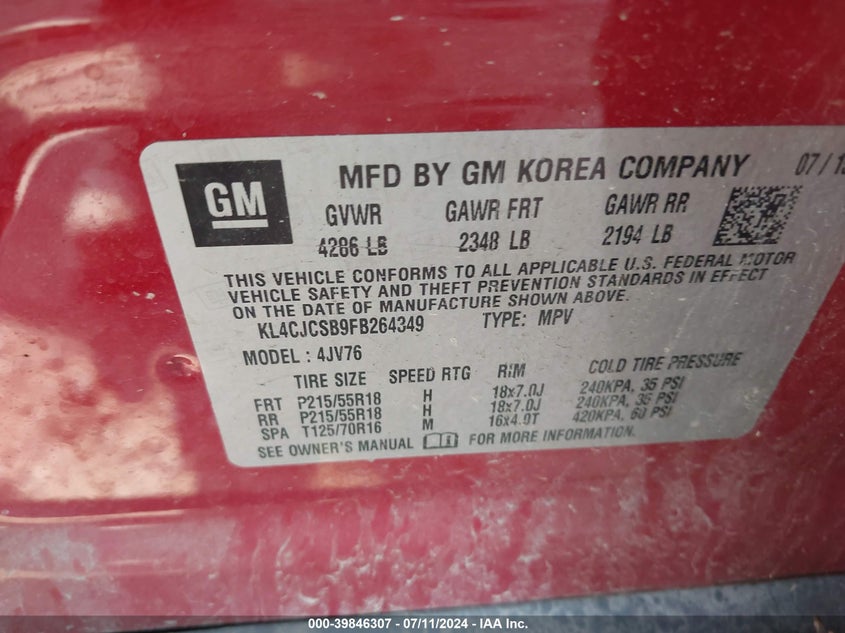 GM
MFD BY GM KOREA COMPANY 07/15
GVWR GAWR FRT GAWR RR
4286 LB 2348 LB 2194 LB
THIS VEHICLE CONFORMS TO ALL APPLICABLE U.S. FEDERAL MOTOR
VEHICLE SAFETY AND THEFT PREVENTION STANDARDS IN EFFECT
ON THE DATE OF MANUFACTURE SHOWN ABOVE.
KL4CJCSB9FB264349 TYPE: MPV
MODEL : 4JV76
TIRE SIZE SPEED RTG RIM COLD TIRE PRESSURE
FRT P215/55R18 H 18x7.0J 240KPA, 35 PSI
RR P215/55R18 H 18x7.0J 240KPA, 35 PSI
SPA T125/70R16 M 16x4.0T 420KPA, 60 PSI
SEE OWNER'S MANUAL FOR MORE INFORMATION.
000-39846307 - 07/11/2024 - IAA Inc.